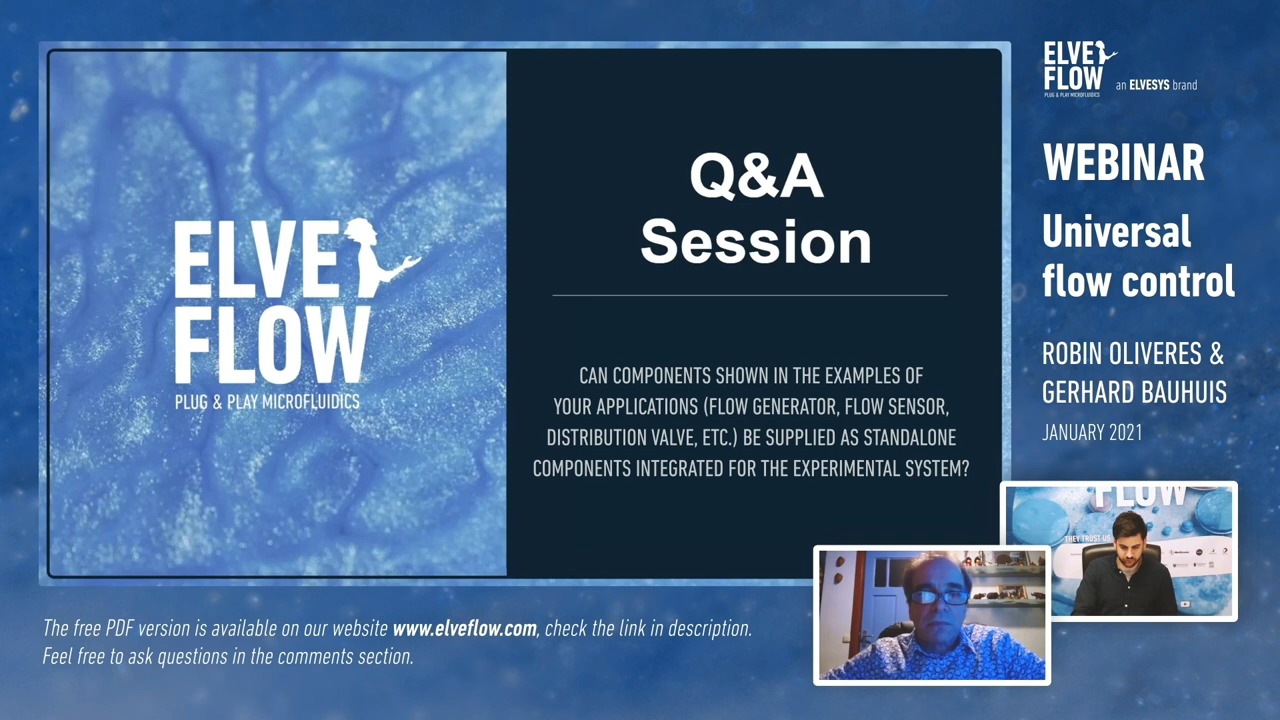 ELVE
FLOW
PLUG & PLAY MICROFLUIDICS
Q&A
Session
CAN COMPONENTS SHOWN IN THE EXAMPLES OF
YOUR APPLICATIONS (FLOW GENERATOR, FLOW SENSOR,
DISTRIBUTION VALVE, ETC.) BE SUPPLIED AS STANDALONE
COMPONENTS INTEGRATED FOR THE EXPERIMENTAL SYSTEM?
ELVE
FLOW
PLUG & PLAY MICROFLUIDICS
an ELVESYS brand
WEBINAR
Universal
flow control
ROBIN OLIVERES &
GERHARD BAUHUIS
JANUARY 2021
FLOW
THEY TRUST US
The free PDF version is available on our website www.elveflow.com, check the link in description.
Feel free to ask questions in the comments section.